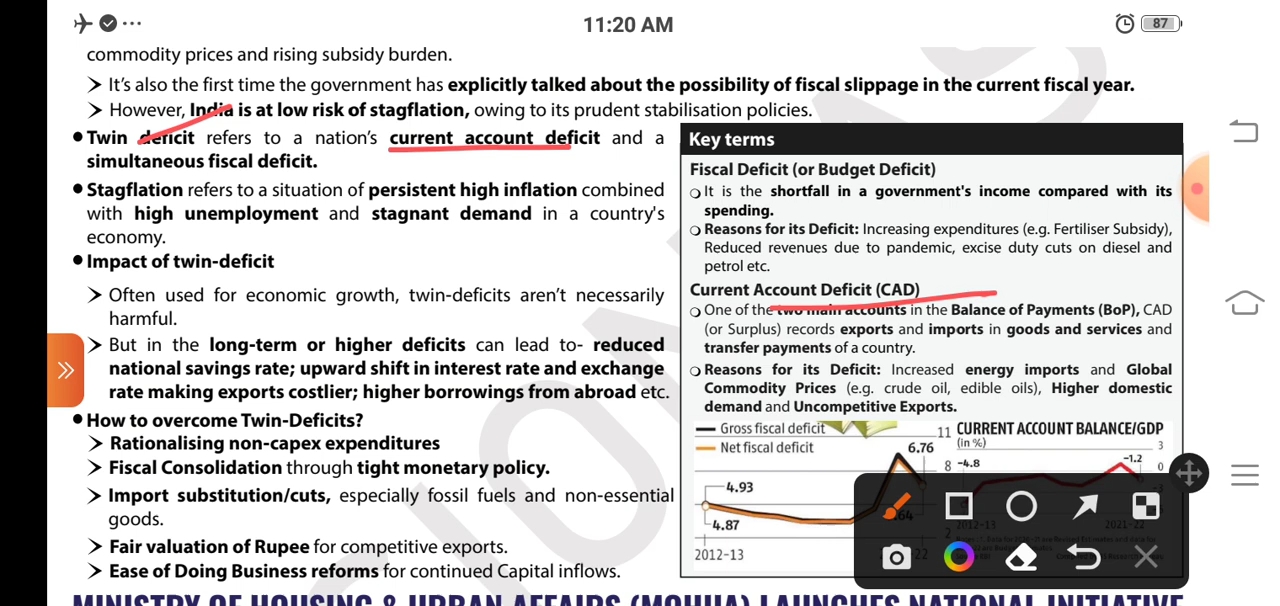 11:20 AM
87
commodity prices and rising subsidy burden.
➤ It's also the first time the government has explicitly talked about the possibility of fiscal slippage in the current fiscal year.
➤ However, India is at low risk of stagflation, owing to its prudent stabilisation policies.
● Twin deficit refers to a nation's current account deficit and a
simultaneous fiscal deficit.
● Stagflation refers to a situation of persistent high inflation combined
with high unemployment and stagnant demand in a country's
economy.
● Impact of twin-deficit
➤ Often used for economic growth, twin-deficits aren't necessarily
harmful.
➤ But in the long-term or higher deficits can lead to- reduced
national savings rate; upward shift in interest rate and exchange
rate making exports costlier; higher borrowings from abroad etc.
● How to overcome Twin-Deficits?
➤ Rationalising non-capex expenditures
➤ Fiscal Consolidation through tight monetary policy.
➤ Import substitution/cuts, especially fossil fuels and non-essential
goods.
➤ Fair valuation of Rupee for competitive exports.
➤ Ease of Doing Business reforms for continued Capital inflows.
Key terms
Fiscal Deficit (or Budget Deficit)
○ It is the shortfall in a government's income compared with its
spending.
○ Reasons for its Deficit: Increasing expenditures (e.g. Fertiliser Subsidy),
Reduced revenues due to pandemic, excise duty cuts on diesel and
petrol etc.
Current Account Deficit (CAD)
○ One of the two main accounts in the Balance of Payments (BoP), CAD
(or Surplus) records exports and imports in goods and services and
transfer payments of a country.
○ Reasons for its Deficit: Increased energy imports and Global
Commodity Prices (e.g. crude oil, edible oils), Higher domestic
demand and Uncompetitive Exports.
Gross fiscal deficit
Net fiscal deficit
11
6.76
8
4.93
4.87
.64
2
2012-13
22
CURRENT ACCOUNT BALANCE/GDP
(in %)
3
-4.8
-1.2
0
2012-13
2021-22
MINISTRY OF HOUSING & URBAN AFFAIRS (MOHUA) LAUNCHES NATIONAL INITIATIVE